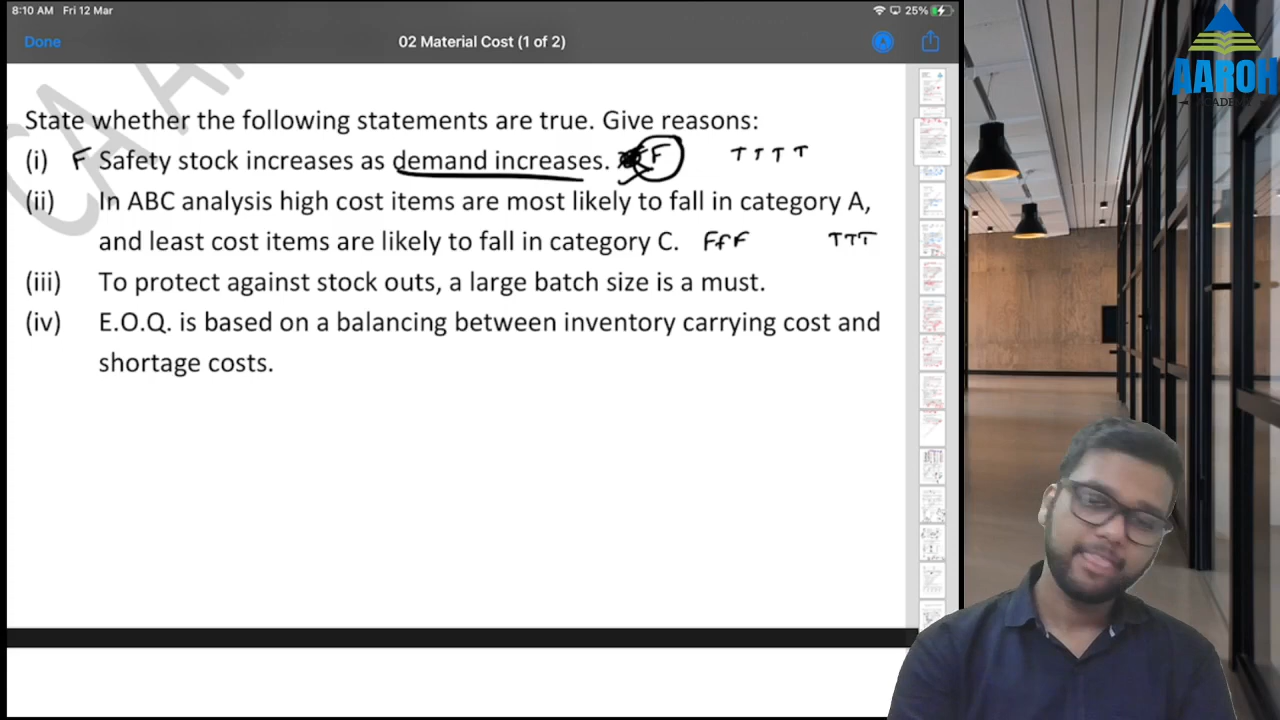 8:10 AM Fri 12 Mar 25%
Done 02 Material Cost (1 of 2)
AAROH
State whether the following statements are true. Give reasons:
(i) F Safety stock increases as demand increases. F T T T T
(ii) In ABC analysis high cost items are most likely to fall in category A,
and least cost items are likely to fall in category C. F F F T T T
(iii) To protect against stock outs, a large batch size is a must.
(iv) E.O.Q. is based on a balancing between inventory carrying cost and
shortage costs.